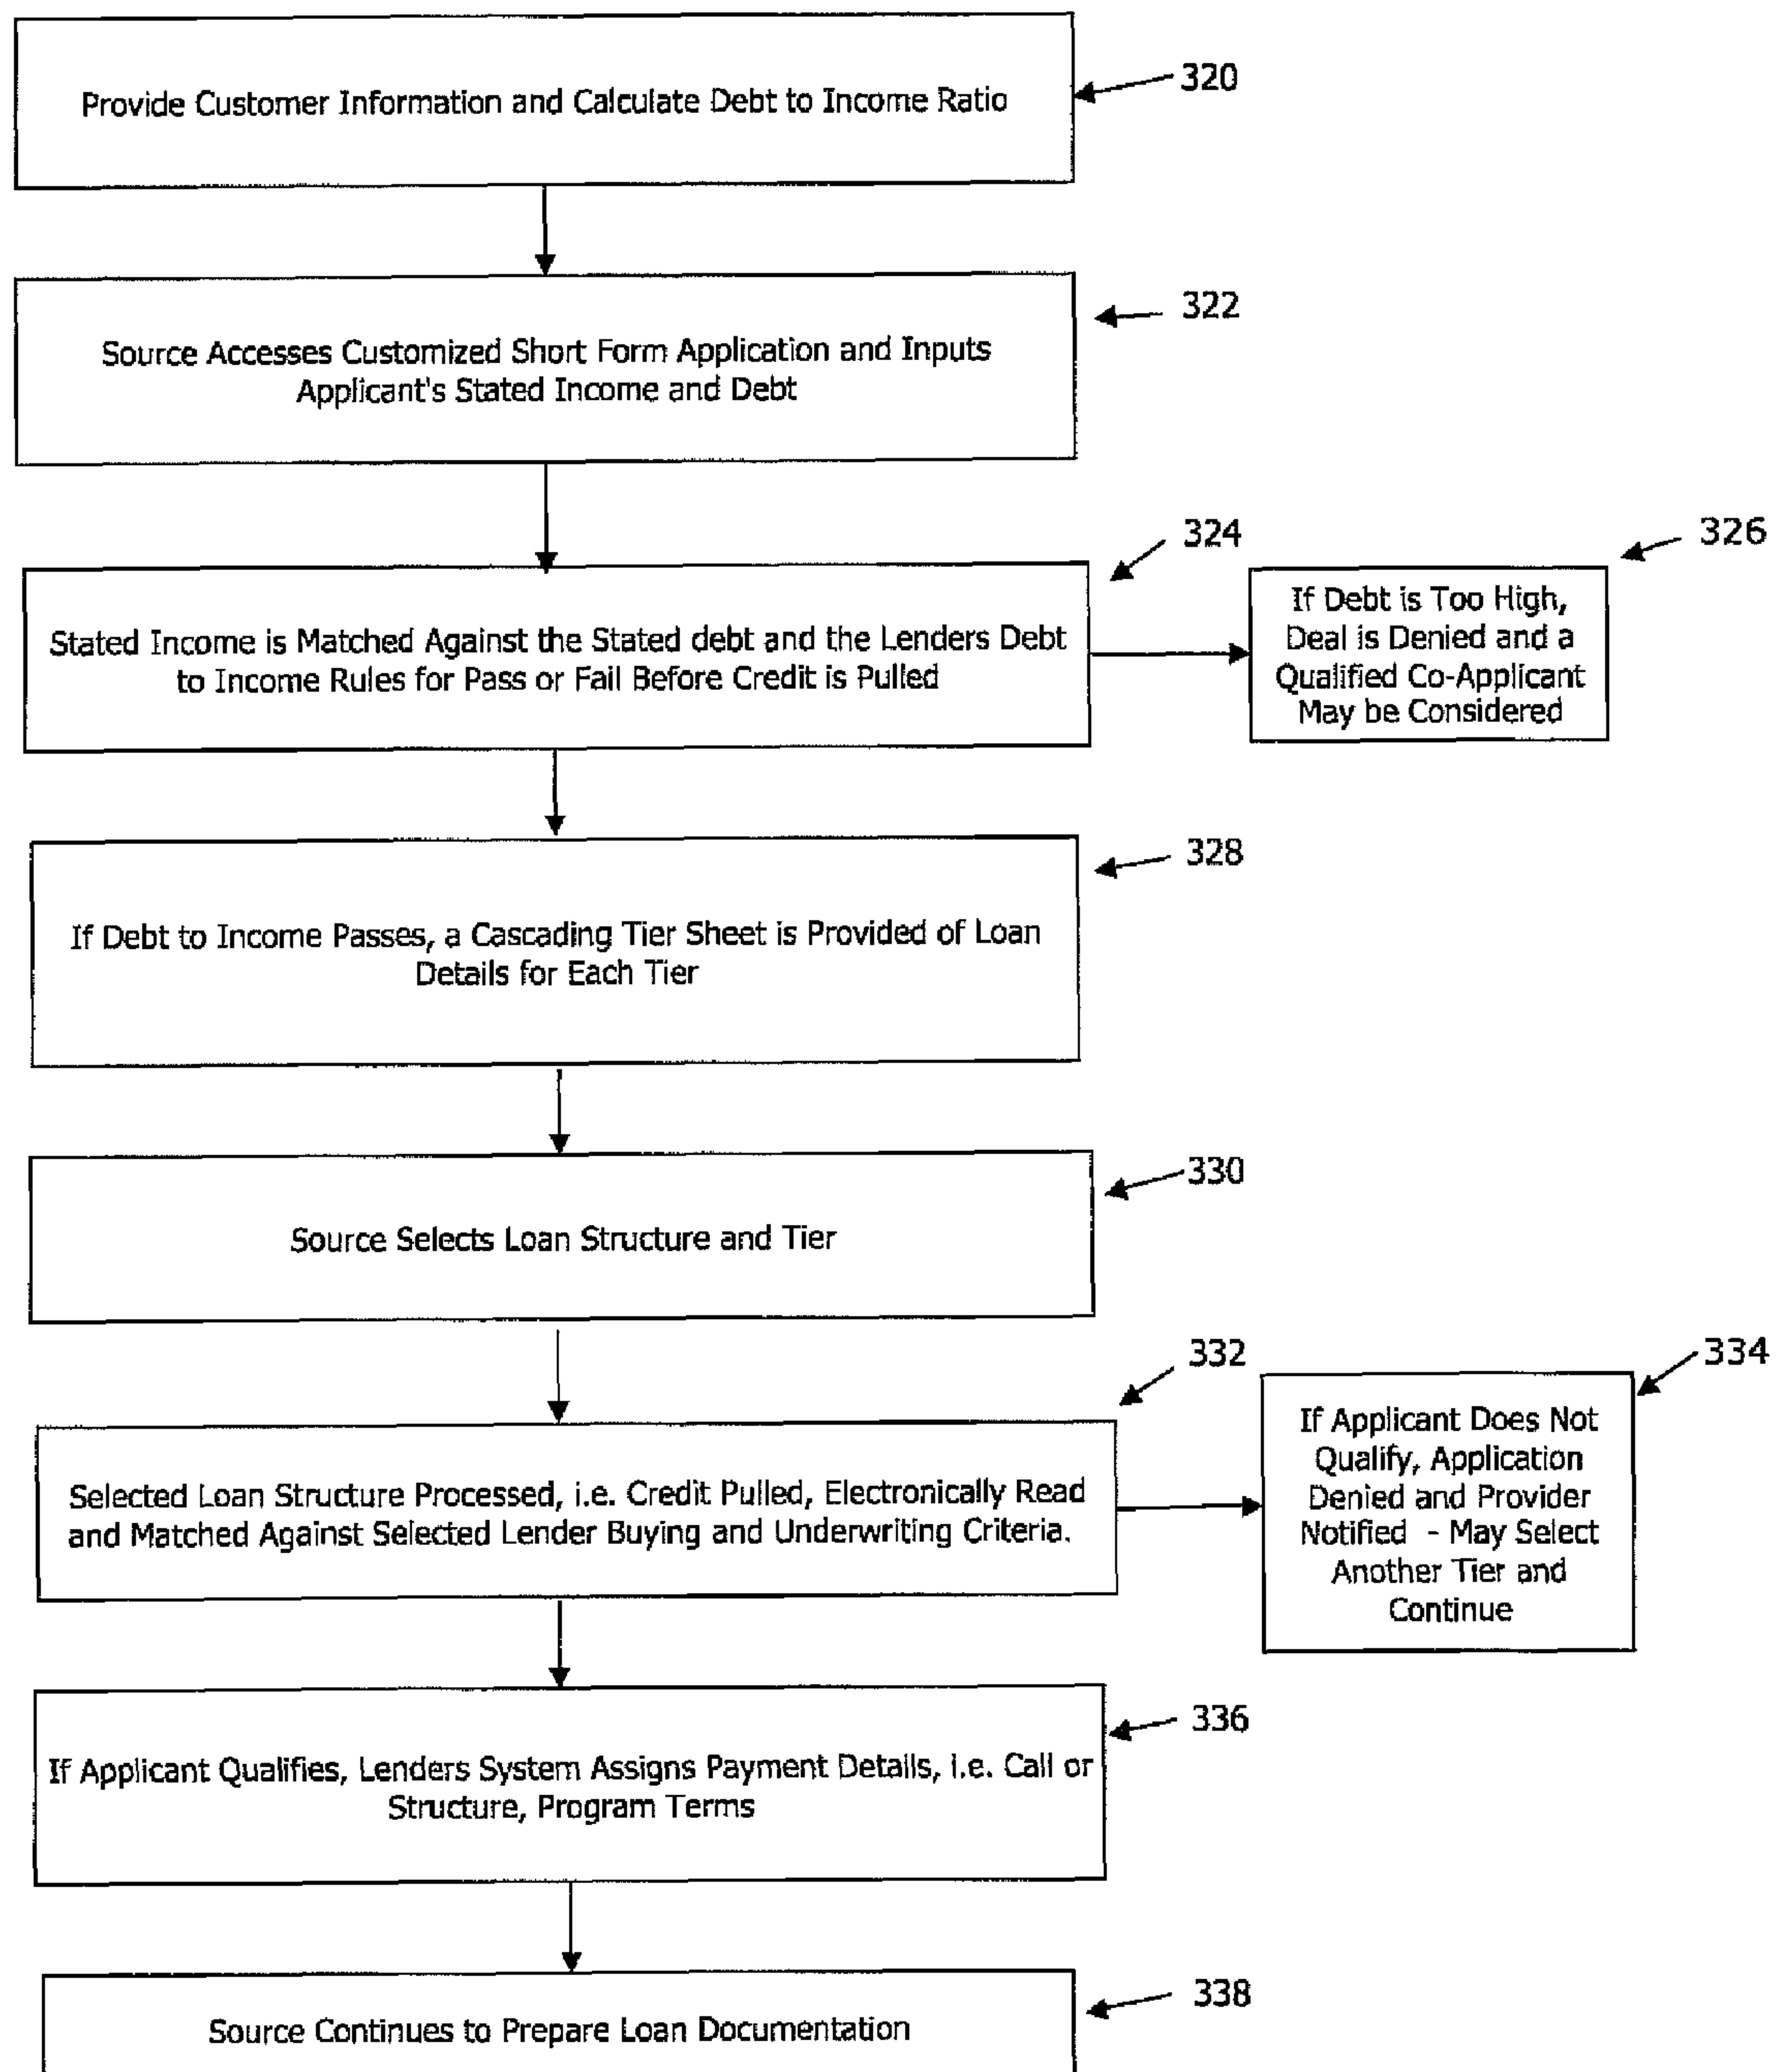 Provide Customer Information and Calculate Debt to Income Ratio
320
Source Accesses Customized Short Form Application and Inputs
Applicant's Stated Income and Debt
322
Stated Income is Matched Against the Stated debt and the Lenders Debt
to Income Rules for Pass or Fail Before Credit is Pulled
324
If Debt is Too High,
Deal is Denied and a
Qualified Co-Applicant
May be Considered
326
If Debt to Income Passes, a Cascading Tier Sheet is Provided of Loan
Details for Each Tier
328
Source Selects Loan Structure and Tier
330
Selected Loan Structure Processed, i.e. Credit Pulled, Electronically Read
and Matched Against Selected Lender Buying and Underwriting Criteria.
332
If Applicant Does Not
Qualify, Application
Denied and Provider
Notified - May Select
Another Tier and
Continue
334
If Applicant Qualifies, Lenders System Assigns Payment Details, i.e. Call or
Structure, Program Terms
336
Source Continues to Prepare Loan Documentation
338